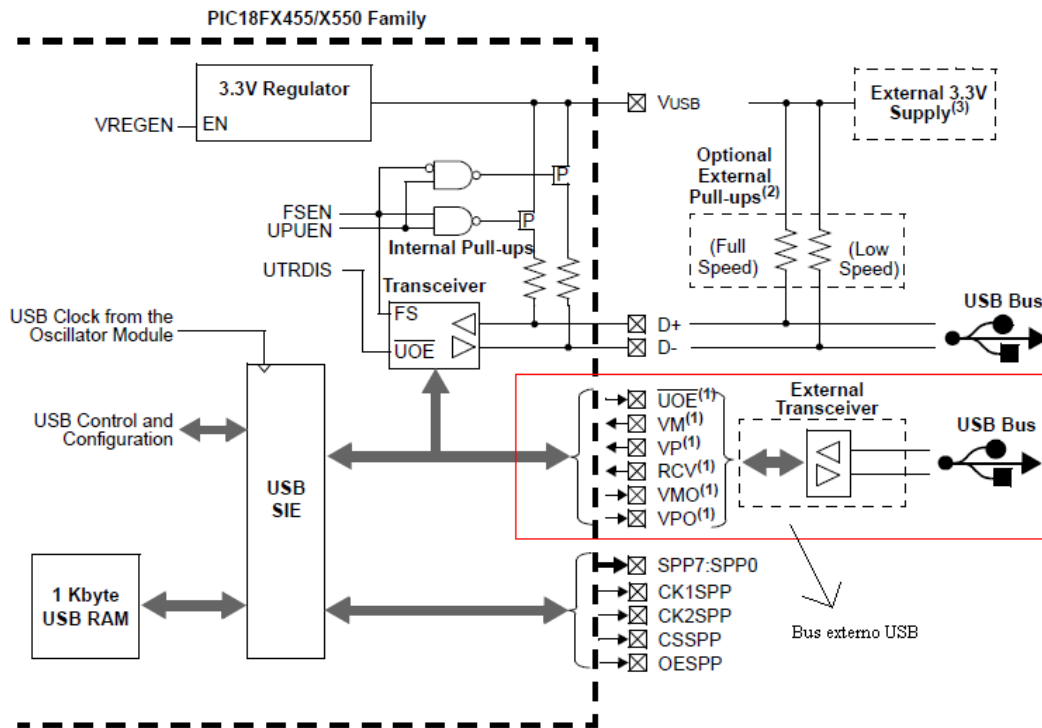 PIC18FX455/X550 Family
3.3V Regulator
VREGEN
EN
VUSB
External 3.3V
Supply(3)
Optional
External
Pull-ups(2)
P
P
FSEN
UPUEN
Internal Pull-ups
(Full
Speed)
(Low
Speed)
UTRDIS
Transceiver
FS
UOE
USB Clock from the
Oscillator Module
D+
D-
USB Bus
USB Control and
Configuration
USB
SIE
UOE(1)
VM(1)
VP(1)
RCV(1)
VMO(1)
VPO(1)
External
Transceiver
USB Bus
1 Kbyte
USB RAM
SPP7:SPP0
CK1SPP
CK2SPP
CSSPP
OESPP
Bus externo USB